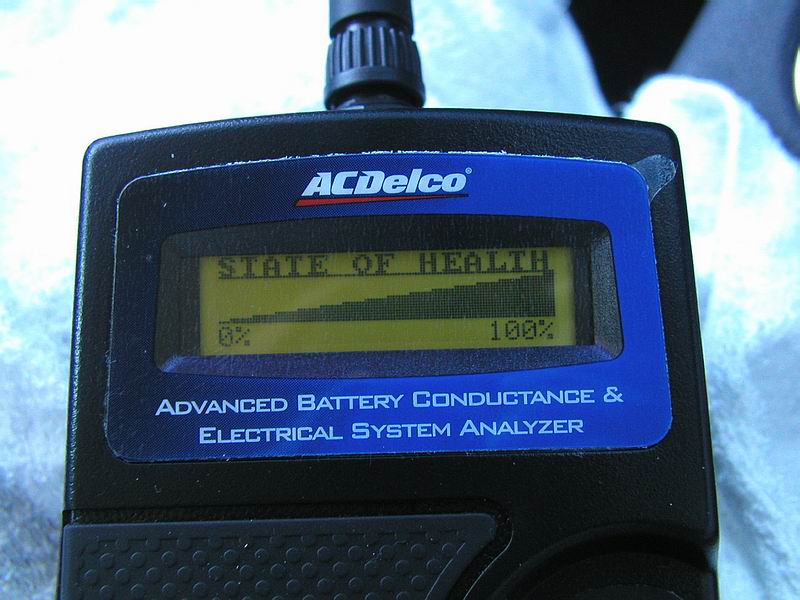 ACDelco®
STATE OF HEALTH
0% 100%
ADVANCED BATTERY CONDUCTANCE &
ELECTRICAL SYSTEM ANALYZER